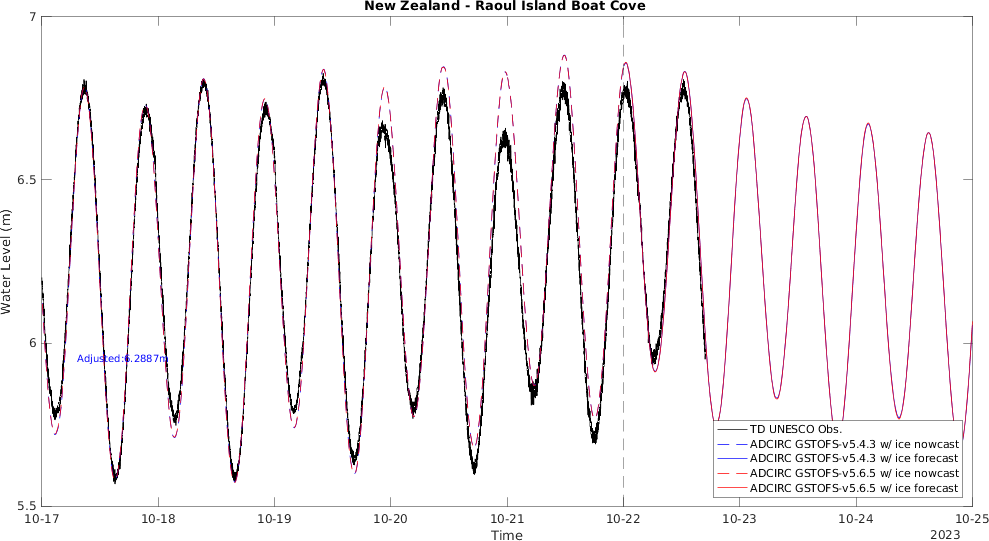 New Zealand - Raoul Island Boat Cove
7
6.5
6
5.5
Water Level (m)
Adjusted:6.2887m
TD UNESCO Obs.
ADCIRC GSTOFS-v5.4.3 w/ ice nowcast
ADCIRC GSTOFS-v5.4.3 w/ ice forecast
ADCIRC GSTOFS-v5.6.5 w/ ice nowcast
ADCIRC GSTOFS-v5.6.5 w/ ice forecast
10-17 10-18 10-19 10-20 10-21 10-22 10-23 10-24 10-25
Time
2023